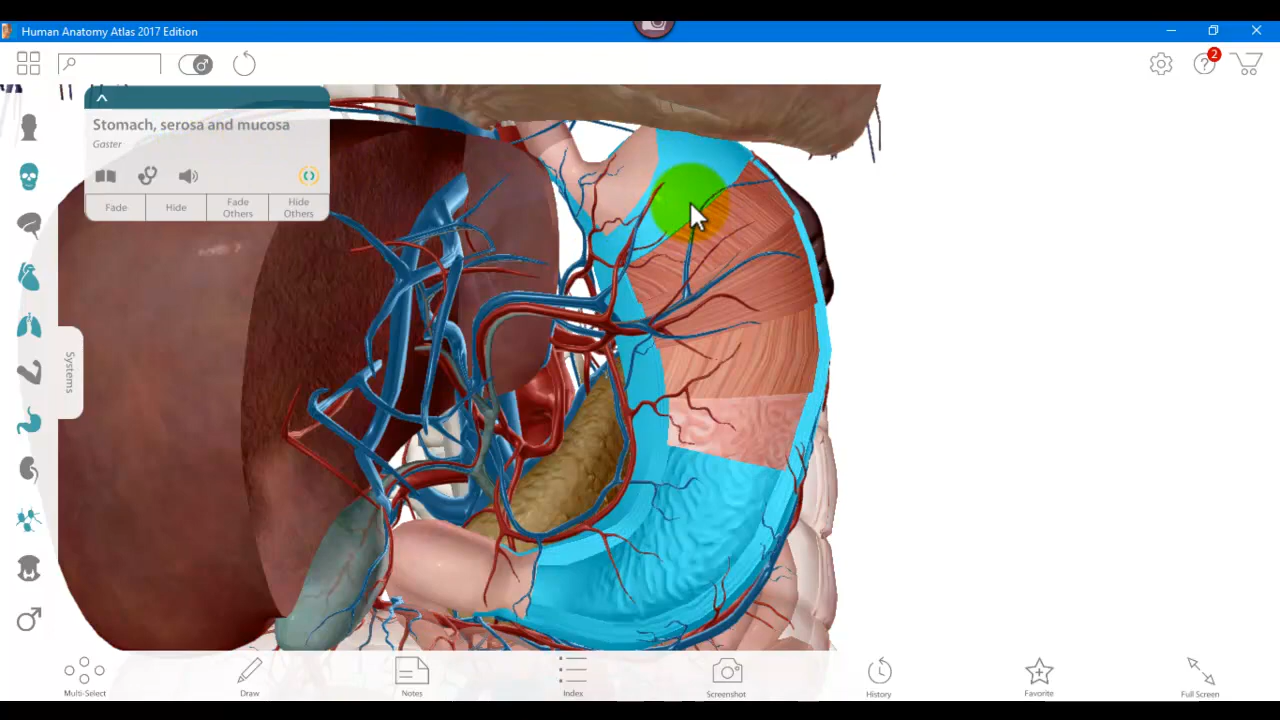 Human Anatomy Atlas 2017 Edition
2
Stomach, serosa and mucosa
Gaster
Fade
Hide
Fade
Others
Hide
Others
Systems
Multi-Select
Draw
Notes
Index
Screenshot
History
Favorite
Full Screen